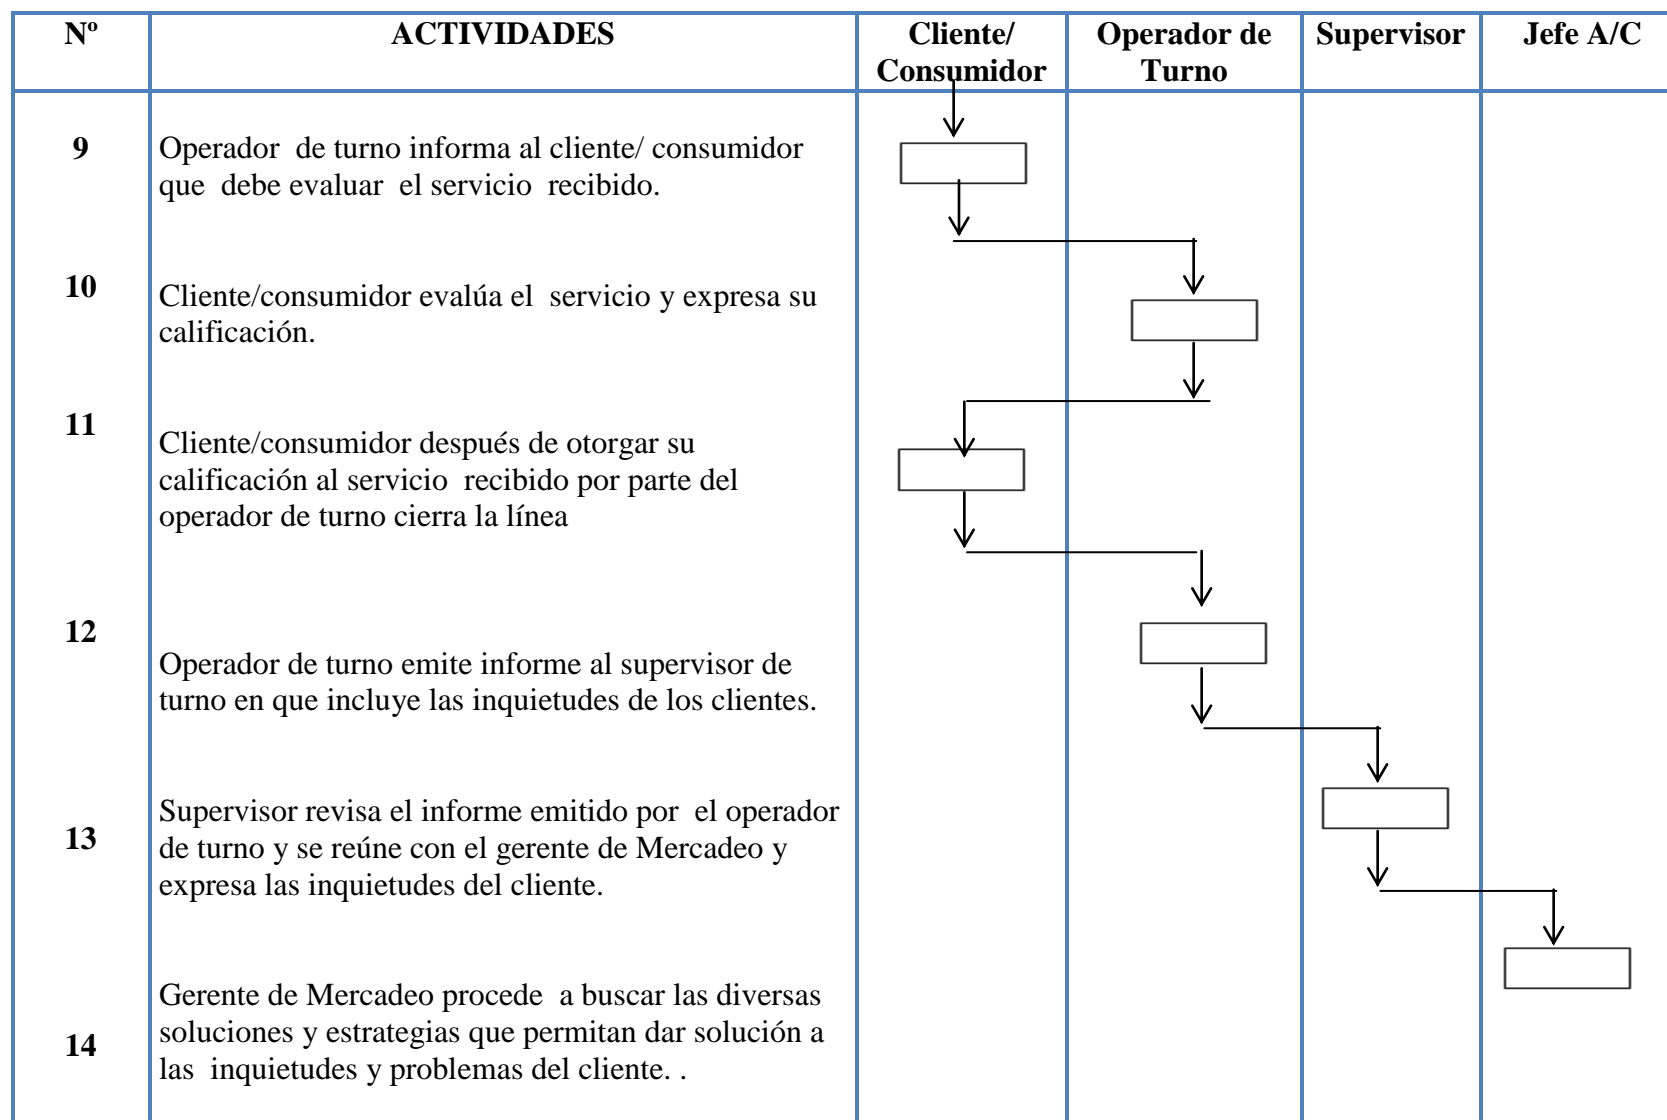 Nº ACTIVIDADES Cliente/ Operador de Supervisor Jefe A/C
Consumidor Turno
9 Operador de turno informa al cliente/ consumidor
que debe evaluar el servicio recibido.
10 Cliente/consumidor evalúa el servicio y expresa su
calificación.
11 Cliente/consumidor después de otorgar su
calificación al servicio recibido por parte del
operador de turno cierra la línea
12 Operador de turno emite informe al supervisor de
turno en que incluye las inquietudes de los clientes.
Supervisor revisa el informe emitido por el operador
13 de turno y se reúne con el gerente de Mercadeo y
expresa las inquietudes del cliente.
Gerente de Mercadeo procede a buscar las diversas
14 soluciones y estrategias que permitan dar solución a
las inquietudes y problemas del cliente. .